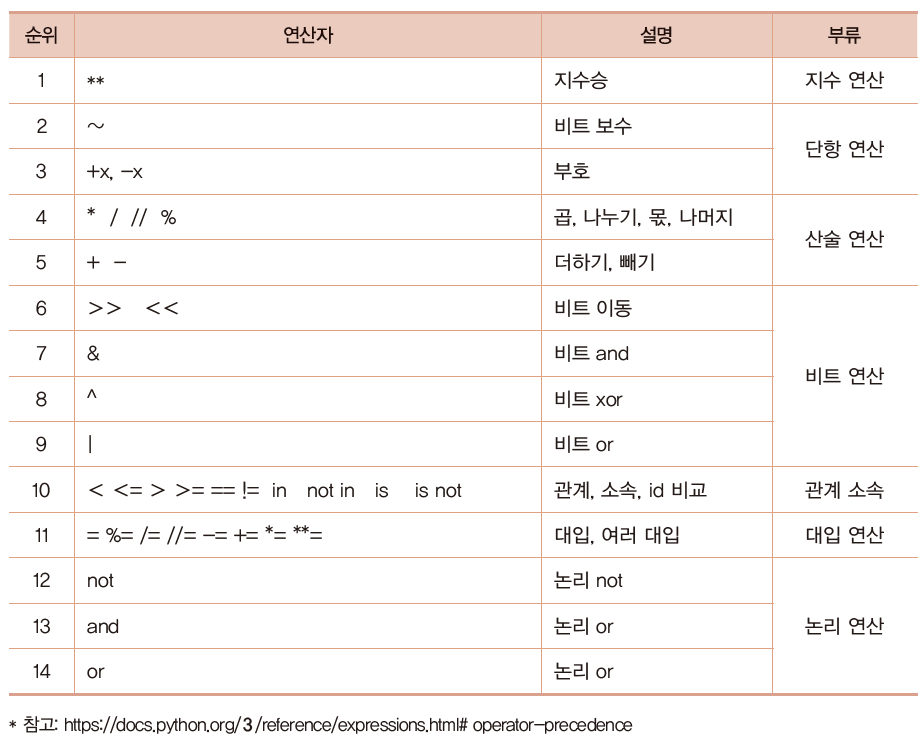 순위 연산자 설명 부류
1 ** 지수승 지수 연산
2 ~ 비트 보수 단항 연산
3 +x, -x 부호
4 * / // % 곱, 나누기, 몫, 나머지 산술 연산
5 + - 더하기, 빼기
6 >> << 비트 이동 비트 연산
7 & 비트 and
8 ^ 비트 xor
9 | 비트 or
10 < <= > >= == != in not in is is not 관계, 소속, id 비교 관계 소속
11 = %= /= //= -= += *= **= 대입, 여러 대입 대입 연산
12 not 논리 not 논리 연산
13 and 논리 or
14 or 논리 or
* 참고: https://docs.python.org/3/reference/expressions.html# operator-precedence